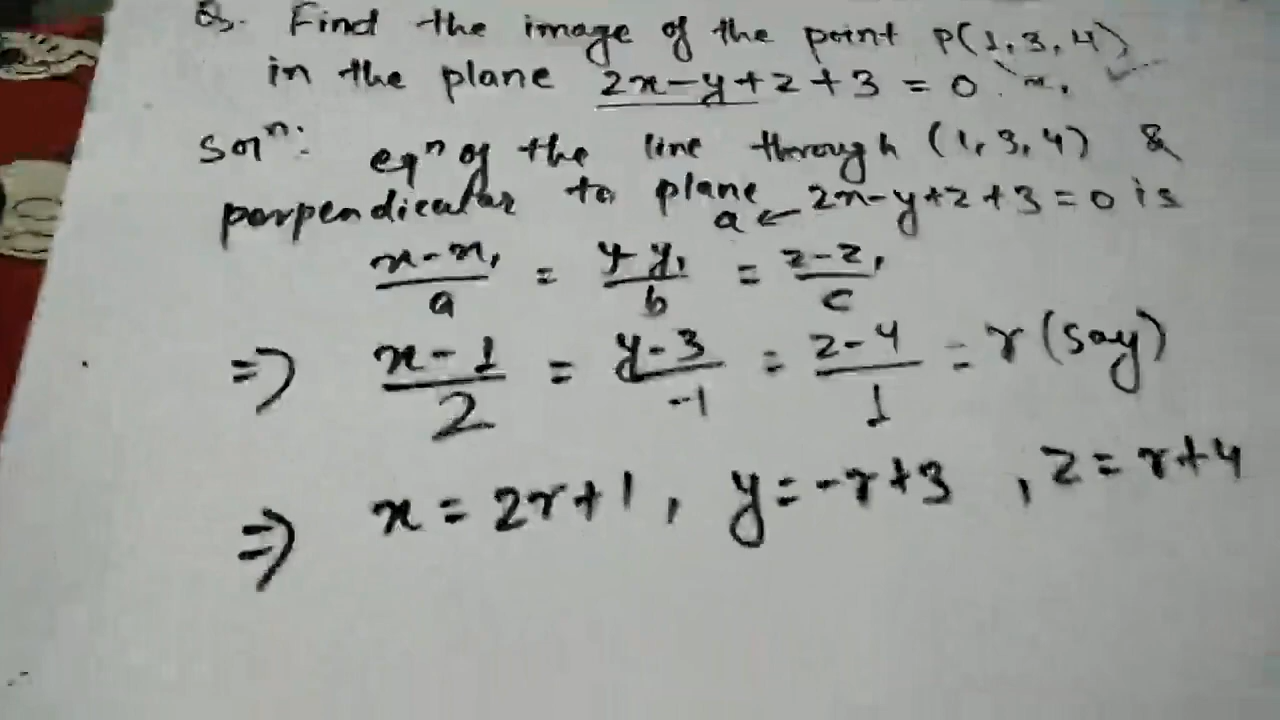 Q. Find the image of the point P(1,3,4)
in the plane 2x-y+z+3=0.
Solⁿ: eqⁿ of the line through (1,3,4) &
perpendicular to plane 2x-y+z+3=0 is
a ←
x-x₁/a = y-y₁/b = z-z₁/c
⇒ x-1/2 = y-3/-1 = z-4/1 = r (say)
⇒ x=2r+1, y=-r+3, z=r+4